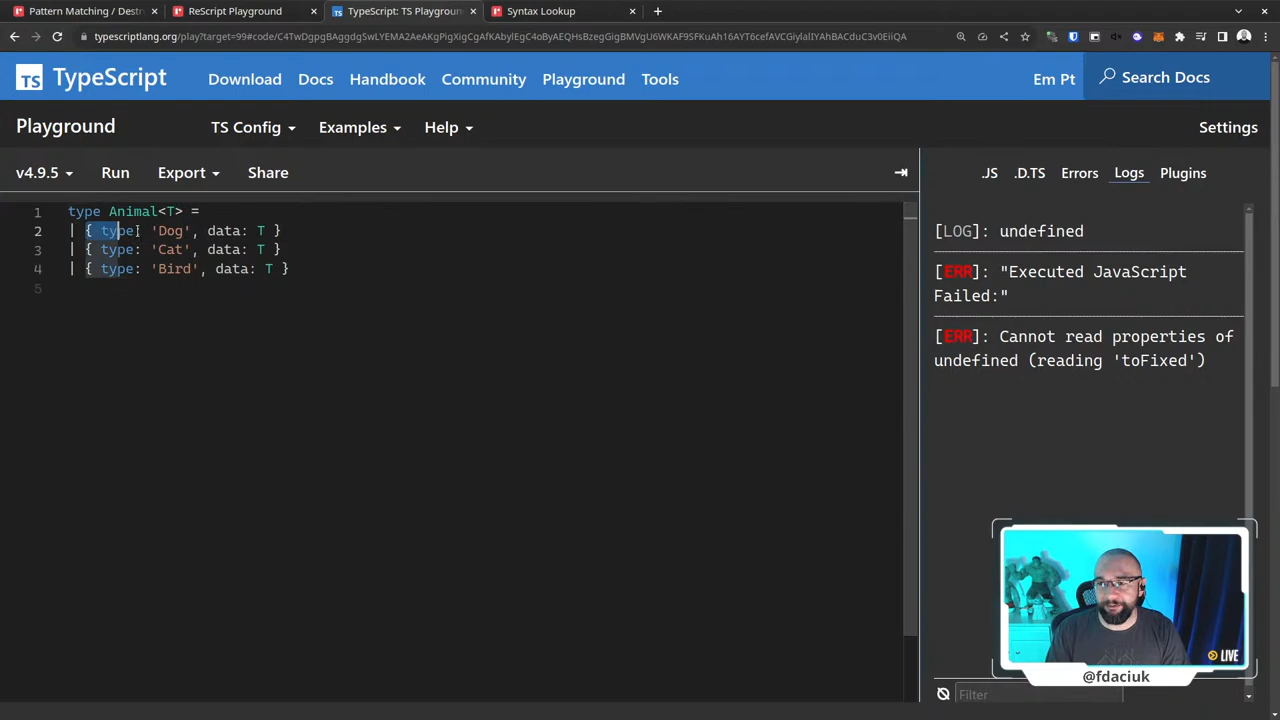 Pattern Matching / Destr
ReScript Playground
TypeScript: TS Playgroun
Syntax Lookup
typescriptlang.org/play?target=99#code/C4TwDgpgBAggdgSwLYEMA2AeAKgPigXigCgAfKAbylEgC4oByAEQHsBzegGigBMVgU6WKAF9SFKuAh16AYT6cefAVCGiylalIYAhBACduC3v0EiiQA
TS TypeScript
Download
Docs
Handbook
Community
Playground
Tools
Em Pt
Search Docs
Playground
TS Config
Examples
Help
Settings
v4.9.5
Run
Export
Share
.JS
.D.TS
Errors
Logs
Plugins
1 type Animal<T> =
2 | { type: 'Dog', data: T }
3 | { type: 'Cat', data: T }
4 | { type: 'Bird', data: T }
5
[LOG]: undefined
[ERR]: "Executed JavaScript
Failed:"
[ERR]: Cannot read properties of
undefined (reading 'toFixed')
LIVE
@fdaciuk
Filter